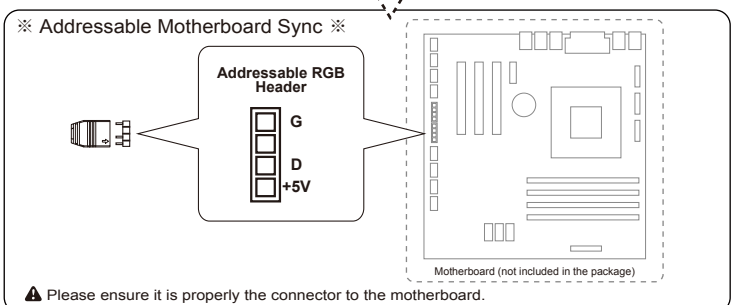 ※ Addressable Motherboard Sync ※
Addressable RGB
Header
G
D
+5V
Motherboard (not included in the package)
Please ensure it is properly the connector to the motherboard.